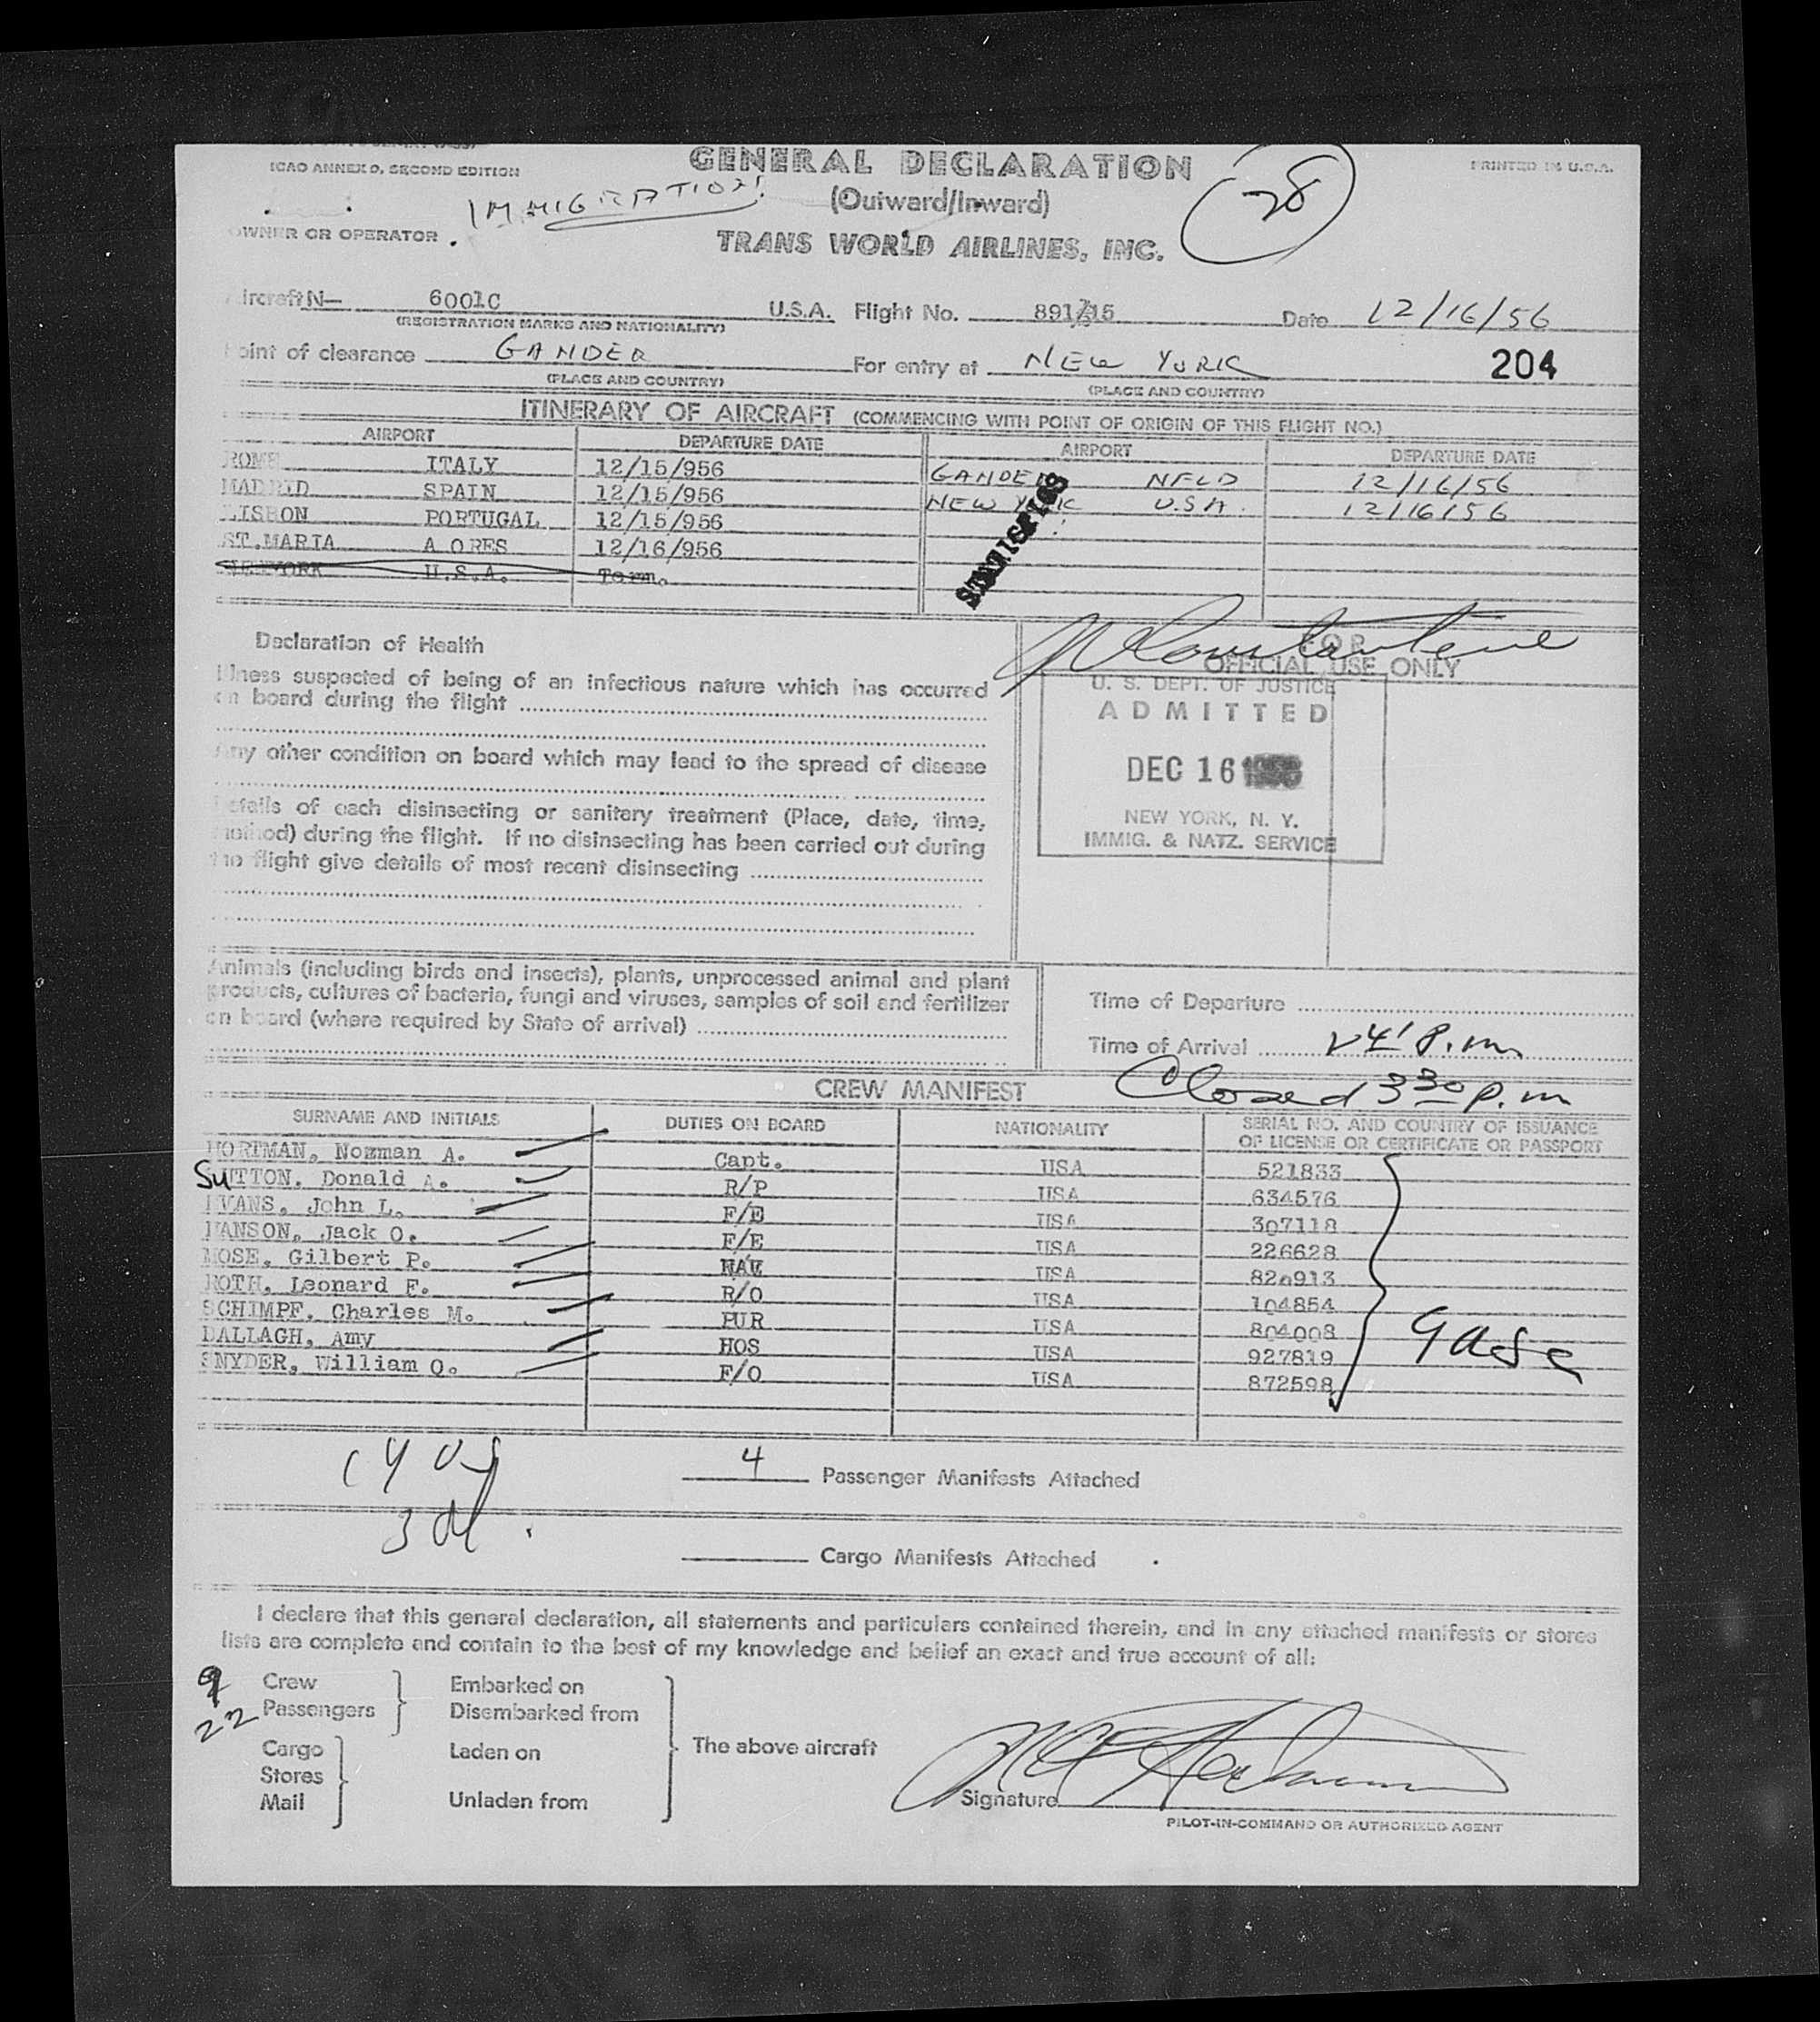 ICAO ANNEX 9, SECOND EDITION
GENERAL DECLARATION
PRINTED IN U.S.A.
IMMIGRATION!
(Outward/Inward)
28
OWNER OR OPERATOR
TRANS WORLD AIRLINES, INC.
Aircraft N— 6001C U.S.A. Flight No. 891/15 Date 12/16/56
(REGISTRATION MARKS AND NATIONALITY)
Point of clearance GANDER For entry at NEW YORK 204
(PLACE AND COUNTRY) (PLACE AND COUNTRY)
ITINERARY OF AIRCRAFT (COMMENCING WITH POINT OF ORIGIN OF THIS FLIGHT NO.)
AIRPORT DEPARTURE DATE AIRPORT DEPARTURE DATE
ROME ITALY 12/15/956 GANDER NFLD 12/16/56
MADRID SPAIN 12/15/956 NEW YORK U.S.A. 12/16/56
LISBON PORTUGAL 12/15/956
ST.MARIA A ORES 12/16/956
NEW YORK U.S.A. Term.
Declaration of Health
FOR
OFFICIAL USE ONLY
Illness suspected of being of an infectious nature which has occurred
on board during the flight
Any other condition on board which may lead to the spread of disease
Details of each disinsecting or sanitary treatment (Place, date, time,
method) during the flight. If no disinsecting has been carried out during
the flight give details of most recent disinsecting
U. S. DEPT. OF JUSTICE
ADMITTED
DEC 16 1956
NEW YORK, N. Y.
IMMIG. & NATZ. SERVICE
Animals (including birds and insects), plants, unprocessed animal and plant
products, cultures of bacteria, fungi and viruses, samples of soil and fertilizer
on board (where required by State of arrival)
Time of Departure
Time of Arrival 241 P.m
Closed 330 p.m
CREW MANIFEST
SURNAME AND INITIALS DUTIES ON BOARD NATIONALITY SERIAL NO. AND COUNTRY OF ISSUANCE
OF LICENSE OR CERTIFICATE OR PASSPORT
HORTMAN, Norman A. Capt. USA 521833
SUTTON, Donald A. R/P USA 634576
EVANS, John L. F/E USA 307118
HANSON, Jack O. F/E USA 226628
MOSE, Gilbert P. NAV USA 820913
ROTH, Leonard F. R/O USA 104854
SCHIMPF, Charles M. PUR USA 804008
DALLAGH, Amy HOS USA 927819
SNYDER, William O. F/O USA 872598
9 USC
4 Passenger Manifests Attached
Cargo Manifests Attached
I declare that this general declaration, all statements and particulars contained therein, and in any attached manifests or stores
lists are complete and contain to the best of my knowledge and belief an exact and true account of all:
9 Crew Embarked on
22 Passengers Disembarked from
The above aircraft
Cargo Laden on
Stores
Mail Unladen from
Signature
PILOT-IN-COMMAND OR AUTHORIZED AGENT